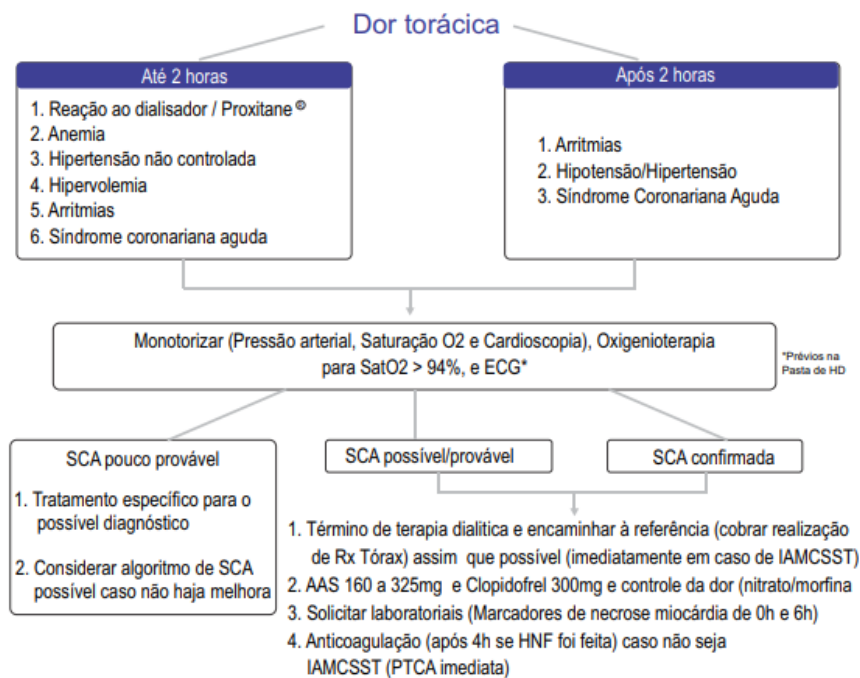 Dor torácica
Até 2 horas
1. Reação ao dialisador / Proxitane ®
2. Anemia
3. Hipertensão não controlada
4. Hipervolemia
5. Arritmias
6. Síndrome coronariana aguda
Após 2 horas
1. Arritmias
2. Hipotensão/Hipertensão
3. Síndrome Coronariana Aguda
Monotorizar (Pressão arterial, Saturação O2 e Cardioscopia), Oxigenioterapia
para SatO2 > 94%, e ECG*
*Prévios na
Pasta de HD
SCA pouco provável
1. Tratamento específico para o
possível diagnóstico
2. Considerar algoritmo de SCA
possível caso não haja melhora
SCA possível/provável
SCA confirmada
1. Término de terapia dialitica e encaminhar à referência (cobrar realização
de Rx Tórax) assim que possível (imediatamente em caso de IAMCSST)
2. AAS 160 a 325mg e Clopidofrel 300mg e controle da dor (nitrato/morfina
3. Solicitar laboratoriais (Marcadores de necrose miocárdia de 0h e 6h)
4. Anticoagulação (após 4h se HNF foi feita) caso não seja
IAMCSST (PTCA imediata)